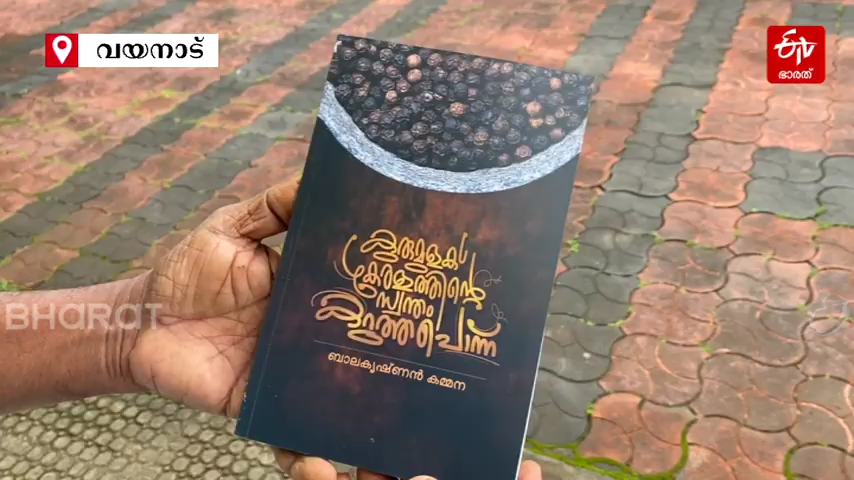 വയനാട്
ഭാരത്
കുരുമുളക്
കേരളത്തിന്റെ
സ്വന്തം
കറുത്തപൊന്ന്
ബാലകൃഷ്ണൻ കമ്മന
BHARAT